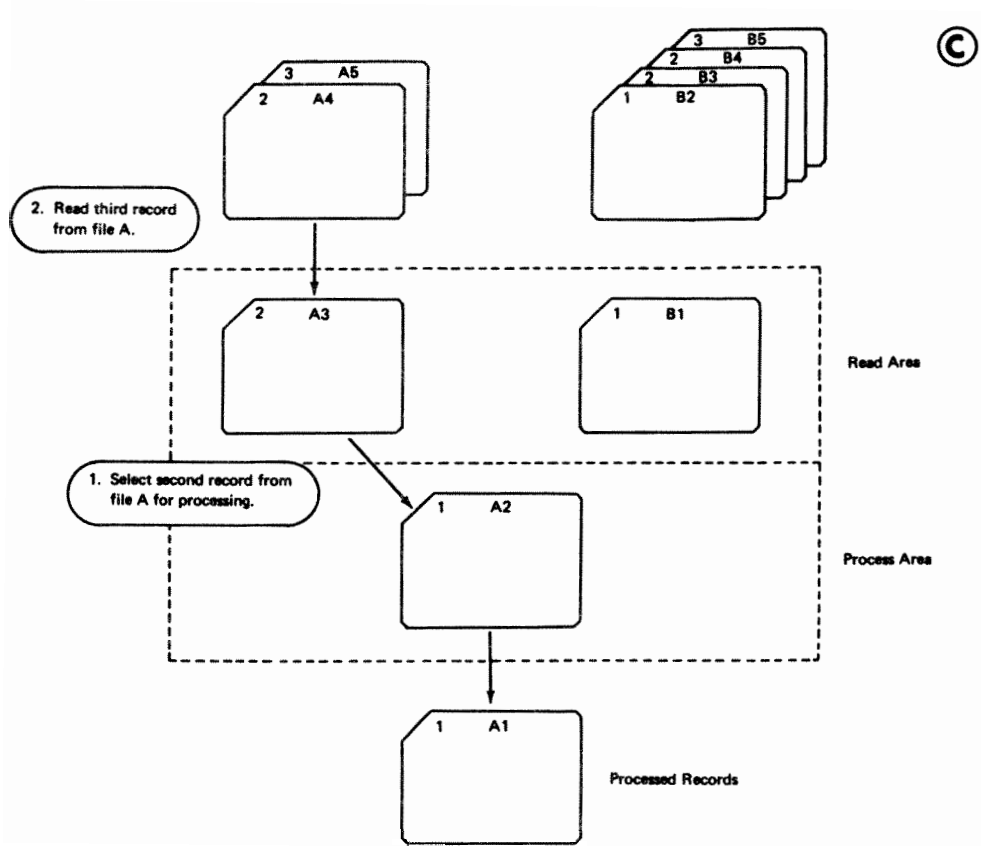 C
3 B5
2 B4
3 A5
2 B3
2 A4
1 B2
2. Read third record
from file A.
2 A3
1 B1
Read Area
1. Select second record from
file A for processing.
1 A2
Process Area
1 A1
Processed Records